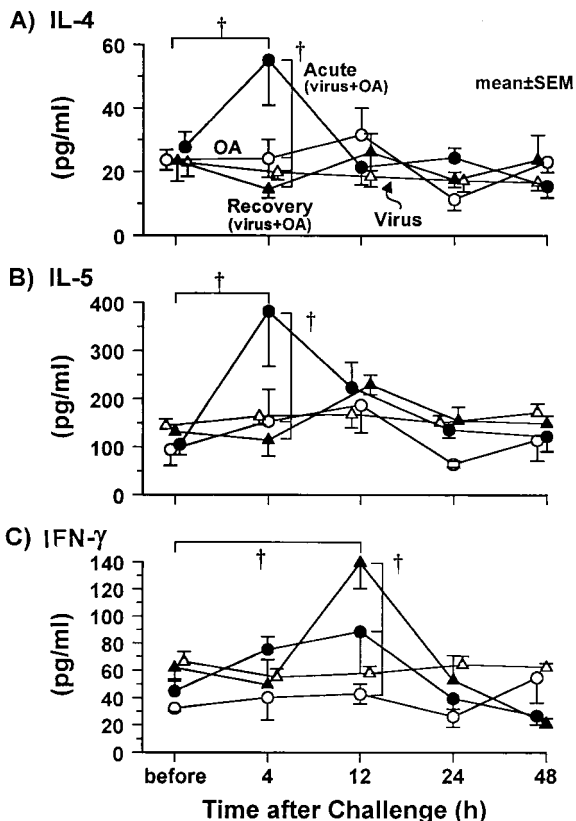 A) IL-4
†
†
Acute
(virus+OA)
mean±SEM
OA
Recovery
(virus+OA)
Virus
(pg/ml)
60
40
20
0
B) IL-5
†
†
(pg/ml)
400
300
200
100
0
C) IFN-γ
†
†
(pg/ml)
140
120
100
80
60
40
20
0
before 4 12 24 48
Time after Challenge (h)